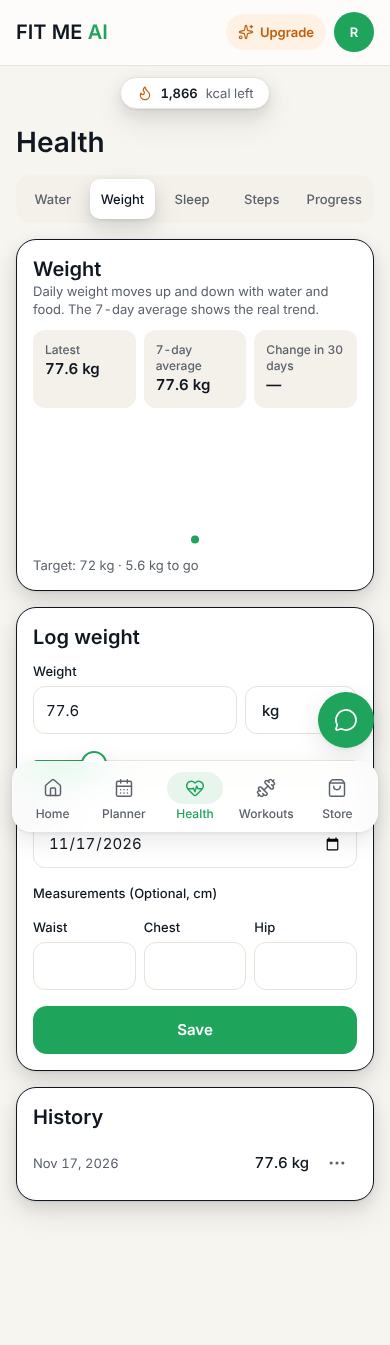 FIT ME AI
Upgrade
R
1,866 kcal left
Health
Water
Weight
Sleep
Steps
Progress
Weight
Daily weight moves up and down with water and
food. The 7-day average shows the real trend.
Latest
77.6 kg
7-day
average
77.6 kg
Change in 30
days
—
Target: 72 kg · 5.6 kg to go
Log weight
Weight
77.6
kg
Home
Planner
Health
Workouts
Store
11/17/2026
Measurements (Optional, cm)
Waist
Chest
Hip
Save
History
Nov 17, 2026
77.6 kg